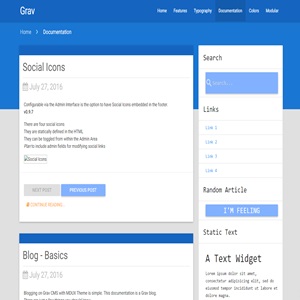 Grav
Home Features Typography Documentation Colors Modular
Home > Documentation
Social Icons
July 27, 2016
Configurable via the Admin Interface is the option to have Social Icons embedded in the footer.
v0.9.7
There are four social icons.
They are statically defined in the HTML
They can be toggled from within the Admin Area
Plan to include admin fields for modifying social links
Social Icons
NEXT POST PREVIOUS POST
CONTINUE READING...
Blog - Basics
July 27, 2016
Blogging on Grav CMS with MDUI Theme is simple. This documentation is a Grav blog.
Search
Search...
Links
Link 1
Link 2
Link 3
Link 4
Random Article
I'M FEELING
Static Text
A Text Widget
Lorem ipsum dolor sit amet,
consectetur adipisicing elit, sed do
eiusmod tempor incididunt ut labore et
dolore magna.